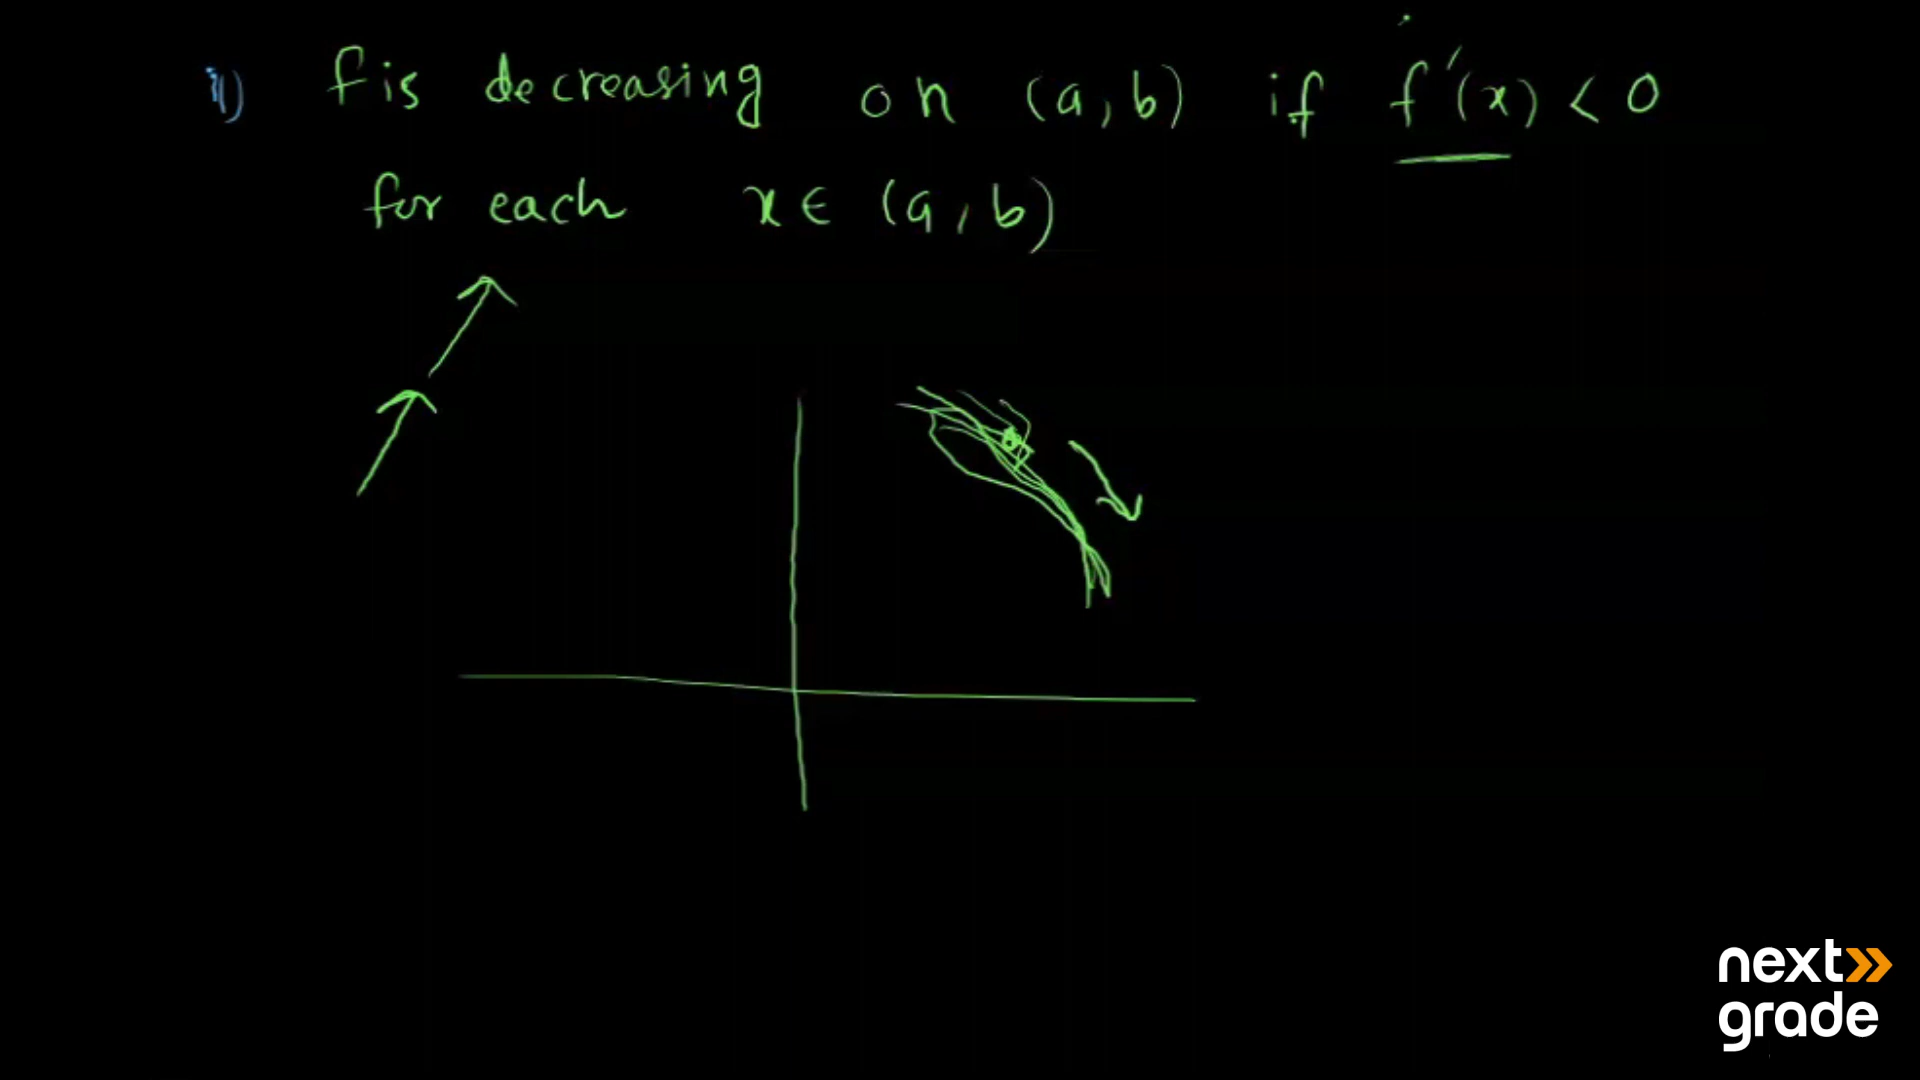 ii) f is decreasing on (a, b) if f'(x) < 0
for each x ∈ (a, b)
next
grade